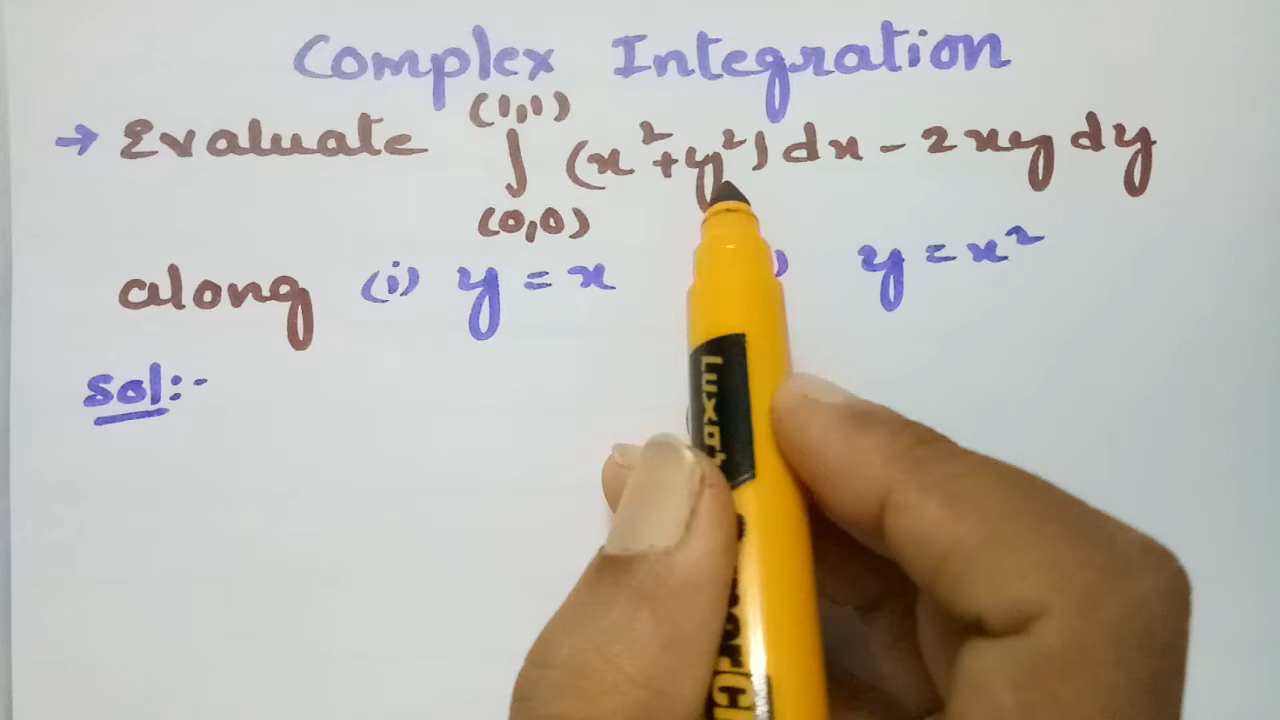 Complex Integration
→ Evaluate ∫ (0,0) (1,1) (x²+y²) dx - 2xy dy
along (i) y = x ) y = x²
Sol:-